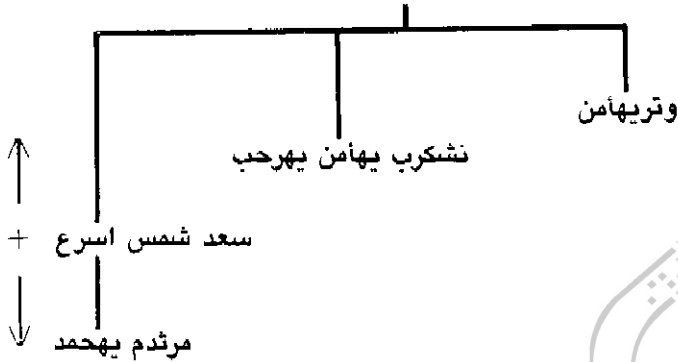 وتريهأمن
نشكرب يهأمن يهرحب
+ سعد شمس اسرع
مرثدم يهحمد